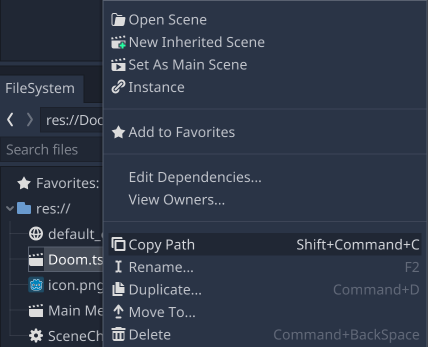 Open Scene
New Inherited Scene
Set As Main Scene
Instance
FileSystem
res://Doo
Add to Favorites
Search files
Favorites:
Edit Dependencies...
View Owners...
res://
default_
Copy Path Shift+Command+C
Doom.ts
Rename... F2
icon.png
Duplicate... Command+D
Main Me
Move To...
SceneCh
Delete Command+BackSpace